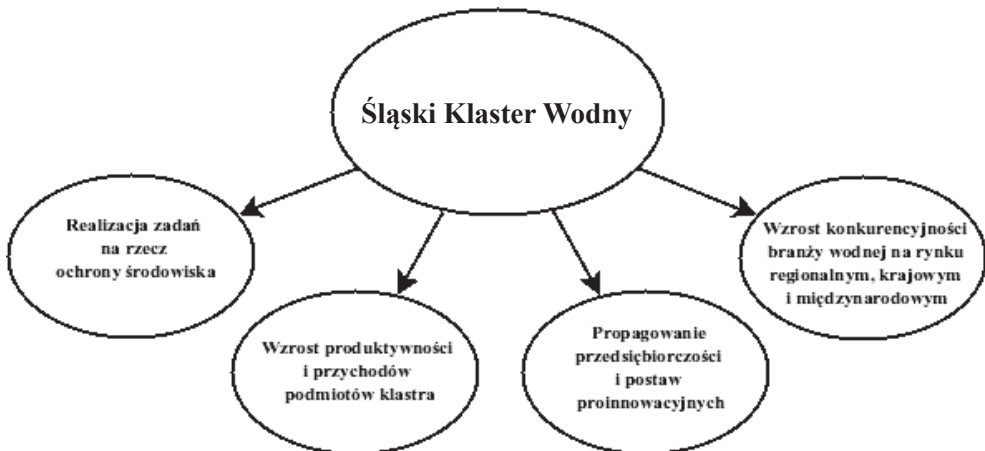 Śląski Klaster Wodny
Realizacja zadań
na rzecz
ochrony środowiska
Wzrost produktywności
i przychodów
podmiotów klastra
Propagowanie
przedsiębiorczości
i postaw
proinnowacyjnych
Wzrost konkurencyjności
branży wodnej na rynku
regionalnym, krajowym
i międzynarodowym